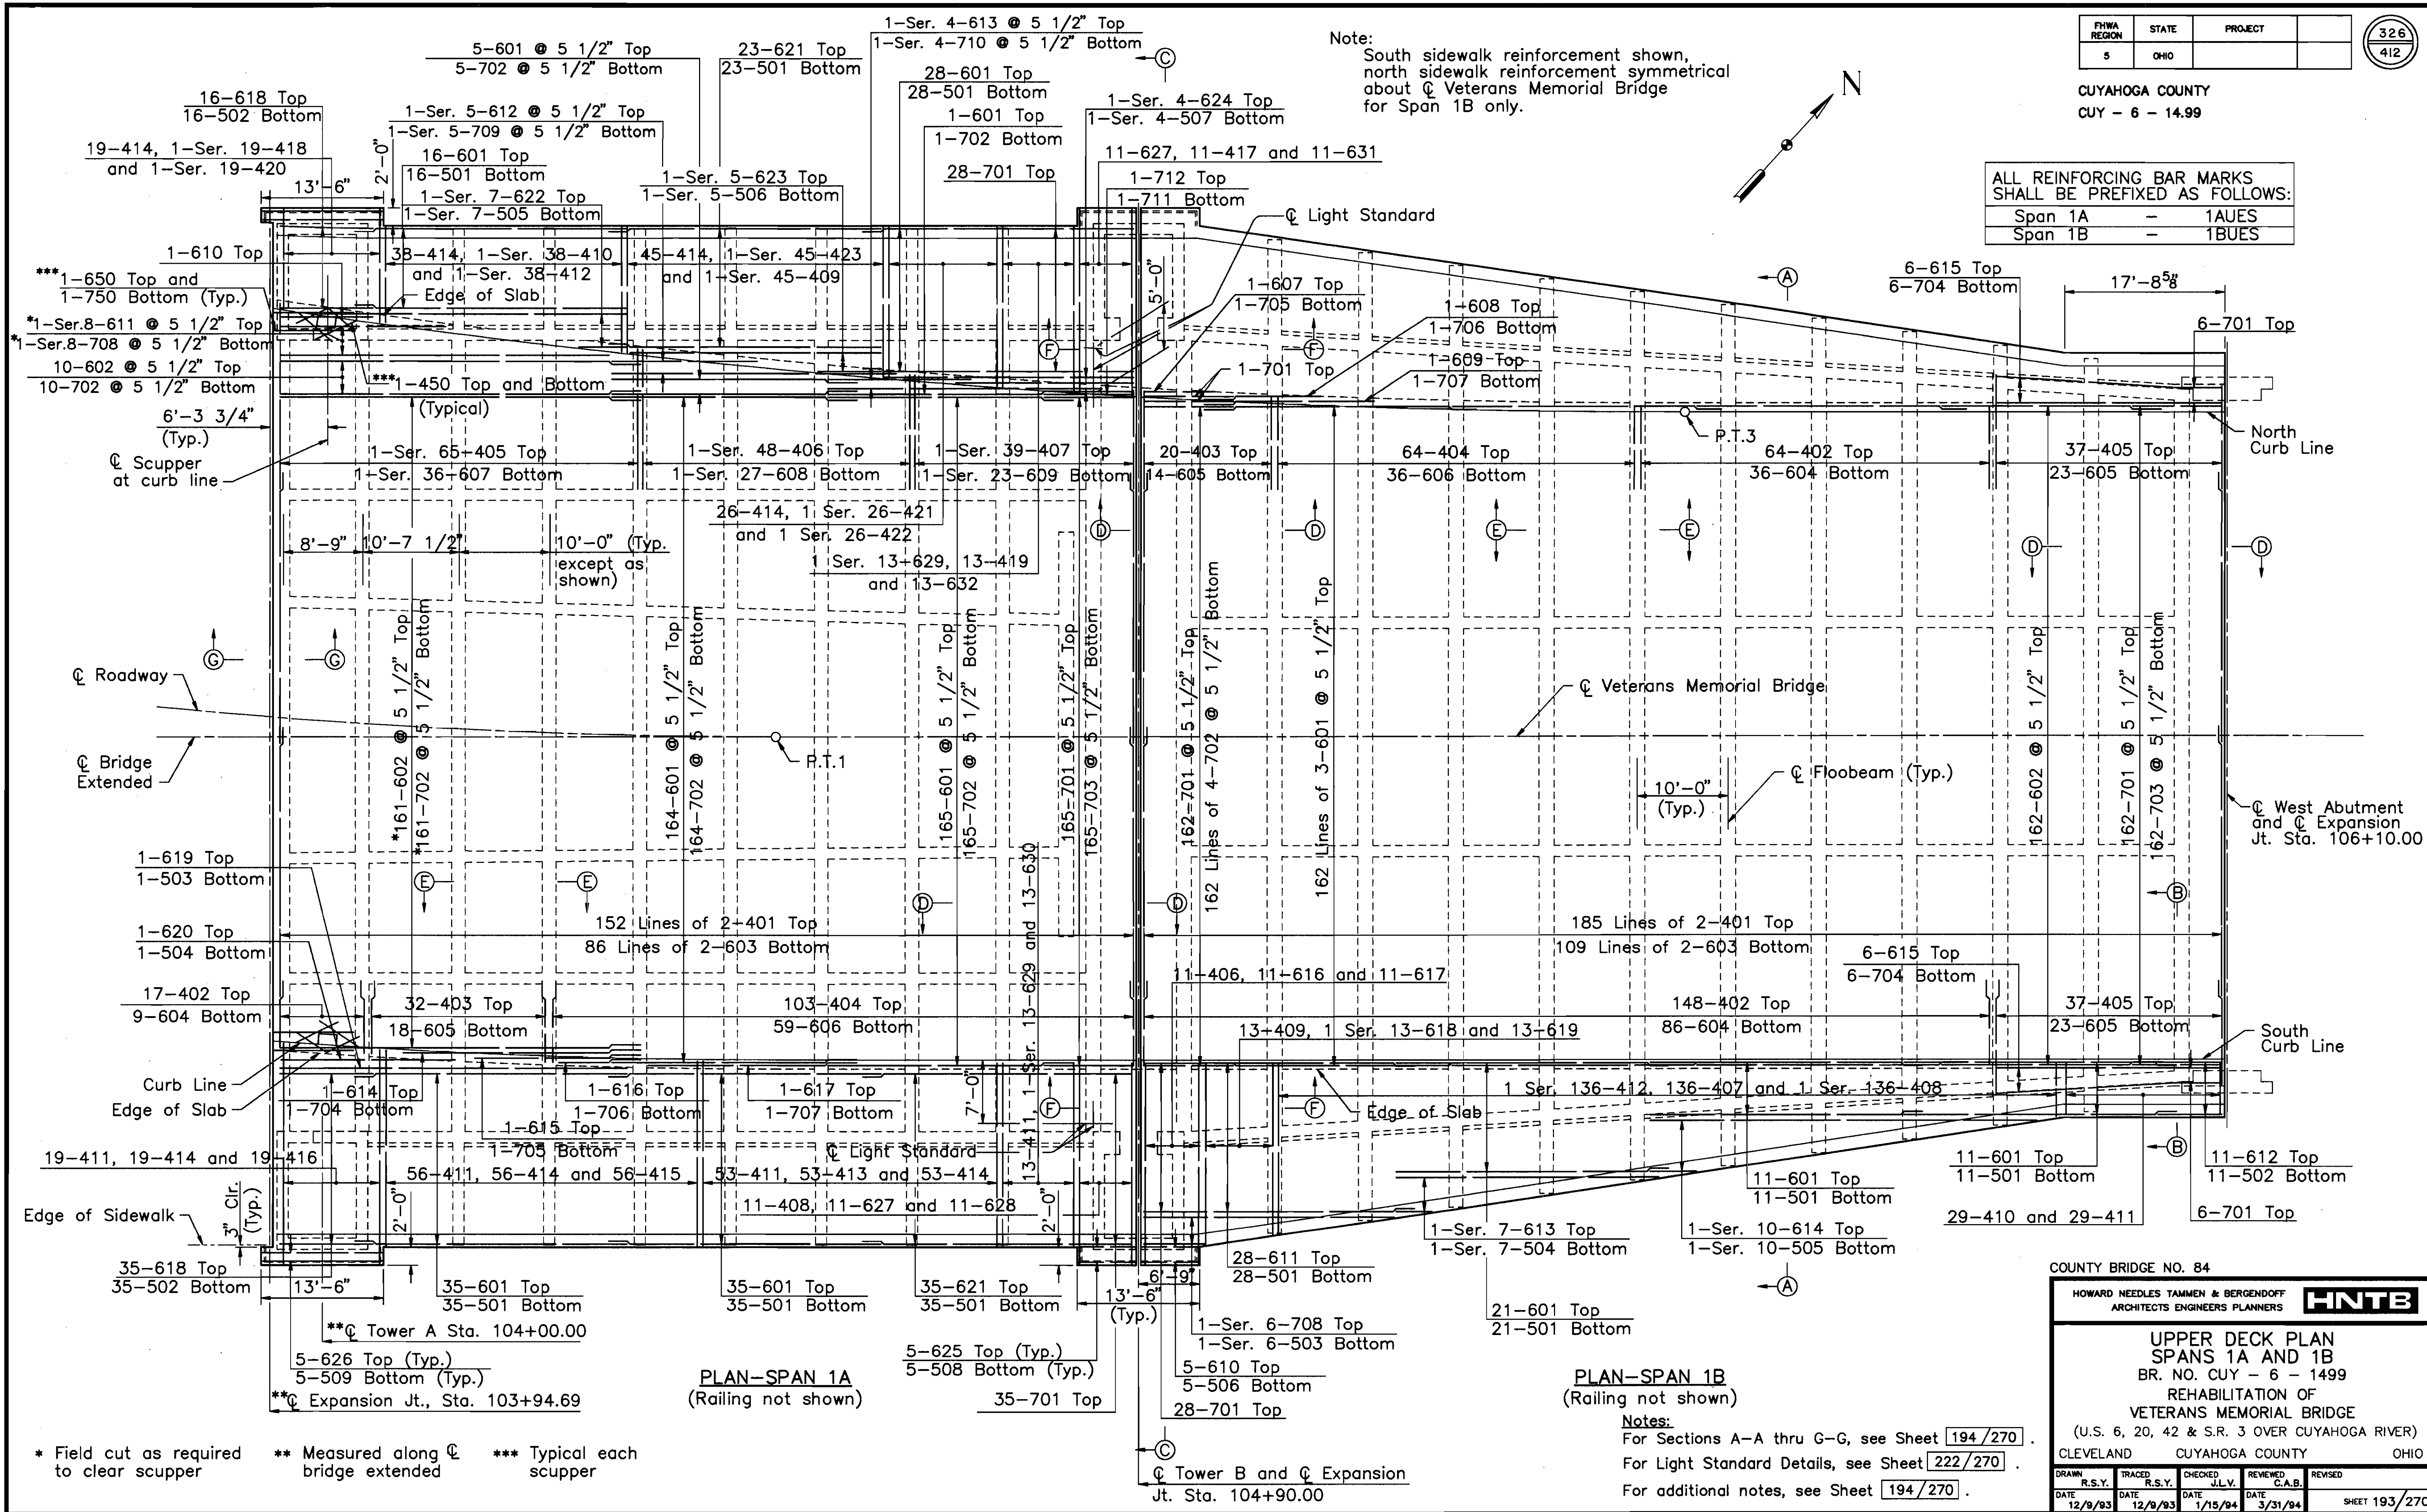 1-Ser. 4-613 @ 5 1/2" Top
1-Ser. 4-710 @ 5 1/2" Bottom
5-601 @ 5 1/2" Top
5-702 @ 5 1/2" Bottom
23-621 Top
23-501 Bottom
C
28-601 Top
28-501 Bottom
16-618 Top
16-502 Bottom
1-Ser. 5-612 @ 5 1/2" Top
1-Ser. 5-709 @ 5 1/2" Bottom
1-601 Top
1-702 Bottom
1-Ser. 4-624 Top
1-Ser. 4-507 Bottom
19-414, 1-Ser. 19-418
and 1-Ser. 19-420
13'-6"
2'-0"
16-601 Top
16-501 Bottom
1-Ser. 7-622 Top
1-Ser. 7-505 Bottom
1-Ser. 5-623 Top
1-Ser. 5-506 Bottom
28-701 Top
11-627, 11-417 and 11-631
1-712 Top
1-711 Bottom
℄ Light Standard
Note:
South sidewalk reinforcement shown,
north sidewalk reinforcement symmetrical
about ℄ Veterans Memorial Bridge
for Span 1B only.
N
FHWA REGION STATE PROJECT
5 OHIO
326
412
CUYAHOGA COUNTY
CUY - 6 - 14.99
ALL REINFORCING BAR MARKS
SHALL BE PREFIXED AS FOLLOWS:
Span 1A - 1AUES
Span 1B - 1BUES
1-610 Top
***1-650 Top and
1-750 Bottom (Typ.)
*1-Ser.8-611 @ 5 1/2" Top
*1-Ser.8-708 @ 5 1/2" Bottom
10-602 @ 5 1/2" Top
10-702 @ 5 1/2" Bottom
38-414, 1-Ser. 38-410
and 1-Ser. 38-412
Edge of Slab
45-414, 1-Ser. 45-423
and 1-Ser. 45-409
***1-450 Top and Bottom
(Typical)
6'-3 3/4"
(Typ.)
℄ Scupper
at curb line
5'-0"
F
F
1-607 Top
1-705 Bottom
1-608 Top
1-706 Bottom
1-609 Top
1-707 Bottom
1-701 Top
A
6-615 Top
6-704 Bottom
17'-8⅝"
6-701 Top
P.T.3
North
Curb Line
1-Ser. 65-405 Top
1-Ser. 36-607 Bottom
1-Ser. 48-406 Top
1-Ser. 27-608 Bottom
1-Ser. 39-407 Top
1-Ser. 23-609 Bottom
20-403 Top
14-605 Bottom
64-404 Top
36-606 Bottom
64-402 Top
36-604 Bottom
37-405 Top
23-605 Bottom
26-414, 1 Ser. 26-421
and 1 Ser. 26-422
1 Ser. 13-629, 13-419
and 13-632
8'-9"
10'-7 1/2"
10'-0" (Typ.
except as
shown)
D
D
E
E
D
D
G
G
℄ Roadway
℄ Bridge
Extended
P.T.1
*161-602 @ 5 1/2" Top
*161-702 @ 5 1/2" Bottom
164-601 @ 5 1/2" Top
164-702 @ 5 1/2" Bottom
165-601 @ 5 1/2" Top
165-702 @ 5 1/2" Bottom
165-701 @ 5 1/2" Top
165-703 @ 5 1/2" Bottom
162-701 @ 5 1/2" Top
162 Lines of 4-702 @ 5 1/2" Bottom
162 Lines of 3-601 @ 5 1/2" Top
162-602 @ 5 1/2" Top
162-701 @ 5 1/2" Top
162-703 @ 5 1/2" Bottom
℄ Veterans Memorial Bridge
℄ Floobeam (Typ.)
10'-0"
(Typ.)
℄ West Abutment
and ℄ Expansion
Jt. Sta. 106+10.00
1-619 Top
1-503 Bottom
1-620 Top
1-504 Bottom
17-402 Top
9-604 Bottom
E
E
D
D
B
152 Lines of 2-401 Top
86 Lines of 2-603 Bottom
185 Lines of 2-401 Top
109 Lines of 2-603 Bottom
32-403 Top
18-605 Bottom
103-404 Top
59-606 Bottom
13-411, 1-Ser. 13-629 and 13-630
11-406, 11-616 and 11-617
13-409, 1 Ser. 13-618 and 13-619
148-402 Top
86-604 Bottom
6-615 Top
6-704 Bottom
37-405 Top
23-605 Bottom
South
Curb Line
Curb Line
Edge of Slab
1-614 Top
1-704 Bottom
1-615 Top
1-705 Bottom
1-616 Top
1-706 Bottom
1-617 Top
1-707 Bottom
7'-0"
F
F
Edge of Slab
1 Ser. 136-412, 136-407 and 1 Ser. 136-408
℄ Light Standard
19-411, 19-414 and 19-416
56-411, 56-414 and 56-415
53-411, 53-413 and 53-414
11-408, 11-627 and 11-628
3" Clr.
(Typ.)
Edge of Sidewalk
2'-0"
2'-0"
B
11-601 Top
11-501 Bottom
11-601 Top
11-501 Bottom
11-612 Top
11-502 Bottom
29-410 and 29-411
6-701 Top
35-618 Top
35-502 Bottom
13'-6"
35-601 Top
35-501 Bottom
35-601 Top
35-501 Bottom
35-621 Top
35-501 Bottom
6'-9"
13'-6"
(Typ.)
28-611 Top
28-501 Bottom
1-Ser. 7-613 Top
1-Ser. 7-504 Bottom
1-Ser. 10-614 Top
1-Ser. 10-505 Bottom
A
21-601 Top
21-501 Bottom
1-Ser. 6-708 Top
1-Ser. 6-503 Bottom
**℄ Tower A Sta. 104+00.00
5-626 Top (Typ.)
5-509 Bottom (Typ.)
**℄ Expansion Jt., Sta. 103+94.69
5-625 Top (Typ.)
5-508 Bottom (Typ.)
5-610 Top
5-506 Bottom
35-701 Top
28-701 Top
PLAN-SPAN 1A
(Railing not shown)
PLAN-SPAN 1B
(Railing not shown)
C
℄ Tower B and ℄ Expansion
Jt. Sta. 104+90.00
* Field cut as required
to clear scupper
** Measured along ℄
bridge extended
*** Typical each
scupper
Notes:
For Sections A-A thru G-G, see Sheet 194/270 .
For Light Standard Details, see Sheet 222/270 .
For additional notes, see Sheet 194/270 .
COUNTY BRIDGE NO. 84
HOWARD NEEDLES TAMMEN & BERGENDOFF
ARCHITECTS ENGINEERS PLANNERS
HNTB
UPPER DECK PLAN
SPANS 1A AND 1B
BR. NO. CUY - 6 - 1499
REHABILITATION OF
VETERANS MEMORIAL BRIDGE
(U.S. 6, 20, 42 & S.R. 3 OVER CUYAHOGA RIVER)
CLEVELAND CUYAHOGA COUNTY OHIO
DRAWN R.S.Y. TRACED R.S.Y. CHECKED J.L.V. REVIEWED C.A.B. REVISED
DATE 12/9/93 DATE 12/9/93 DATE 1/15/94 DATE 3/31/94 SHEET 193/270